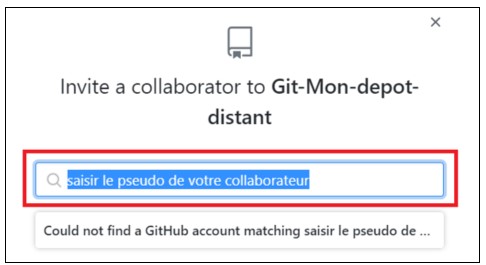 Invite a collaborator to Git-Mon-depot-
distant
saisir le pseudo de votre collaborateur
Could not find a GitHub account matching saisir le pseudo de ...